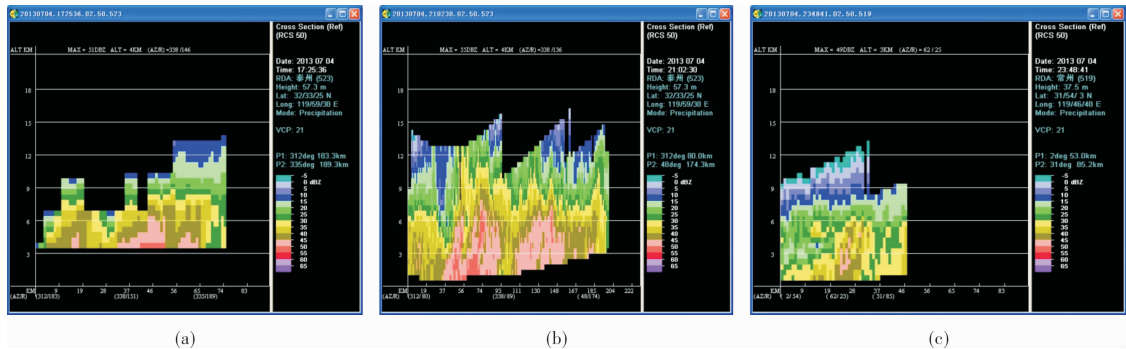 20130704.172536.02.50.523
ALT KM MAX = 51DBZ ALT = 4KM (AZ/R) =338 /146
18
15
12
9
6
3
KM 9 19 28 37 46 56 65 74 83
(AZ/R) (312/183) (338/151) (335/189)
Cross Section (Ref)
(RCS 50)
Date: 2013 07 04
Time: 17:25:36
RDA: 泰州 (523)
Height: 57.3 m
Lat: 32/33/25 N
Long: 119/59/38 E
Mode: Precipitation
VCP: 21
P1: 312deg 183.3km
P2: 335deg 189.3km
-5
0 dBZ
5
10
15
20
25
30
35
40
45
50
55
60
65
(a)
20130704.210230.02.50.523
ALT KM MAX = 55DBZ ALT = 4KM (AZ/R) =338 /136
18
15
12
9
6
3
KM 19 37 56 74 93 111 130 148 167 185 204 222
(AZ/R) (312/80) (338/89) ( 48/174)
Cross Section (Ref)
(RCS 50)
Date: 2013 07 04
Time: 21:02:30
RDA: 泰州 (523)
Height: 57.3 m
Lat: 32/33/25 N
Long: 119/59/38 E
Mode: Precipitation
VCP: 21
P1: 312deg 80.0km
P2: 48deg 174.3km
-5
0 dBZ
5
10
15
20
25
30
35
40
45
50
55
60
65
(b)
20130704.234841.02.50.519
ALT KM MAX = 49DBZ ALT = 3KM (AZ/R) = 62 / 25
18
15
12
9
6
3
KM 9 19 28 37 46 56 65 74 83
(AZ/R) ( 2/ 54) ( 62/ 23) ( 31/ 85)
Cross Section (Ref)
(RCS 50)
Date: 2013 07 04
Time: 23:48:41
RDA: 常州 (519)
Height: 37.5 m
Lat: 31/54/ 3 N
Long: 119/46/48 E
Mode: Precipitation
VCP: 21
P1: 2deg 53.0km
P2: 31deg 85.2km
-5
0 dBZ
5
10
15
20
25
30
35
40
45
50
55
60
65
(c)